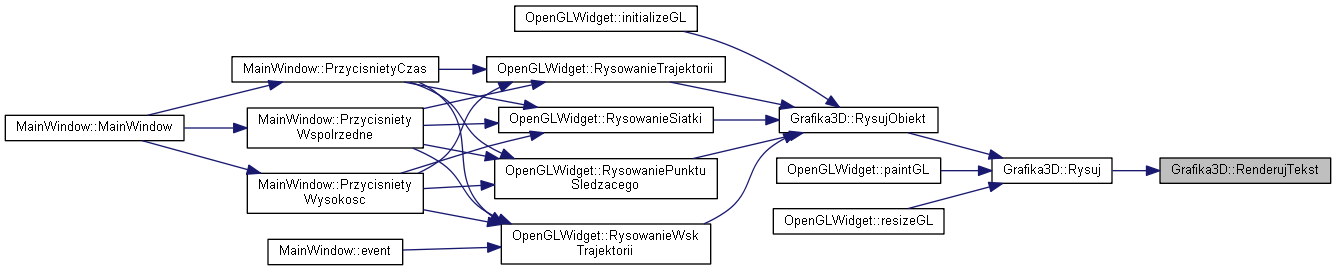 OpenGLWidget::initializeGL
MainWindow::PrzycisnietyCzas
OpenGLWidget::RysowanieTrajektorii
MainWindow::MainWindow
MainWindow::Przycisniety
Wspolrzedne
OpenGLWidget::RysowanieSiatki
Grafika3D::RysujObiekt
MainWindow::Przycisniety
Wysokosc
OpenGLWidget::RysowaniePunktu
Sledzacego
OpenGLWidget::paintGL
Grafika3D::Rysuj
Grafika3D::RenderujTekst
OpenGLWidget::resizeGL
MainWindow::event
OpenGLWidget::RysowanieWsk
Trajektorii